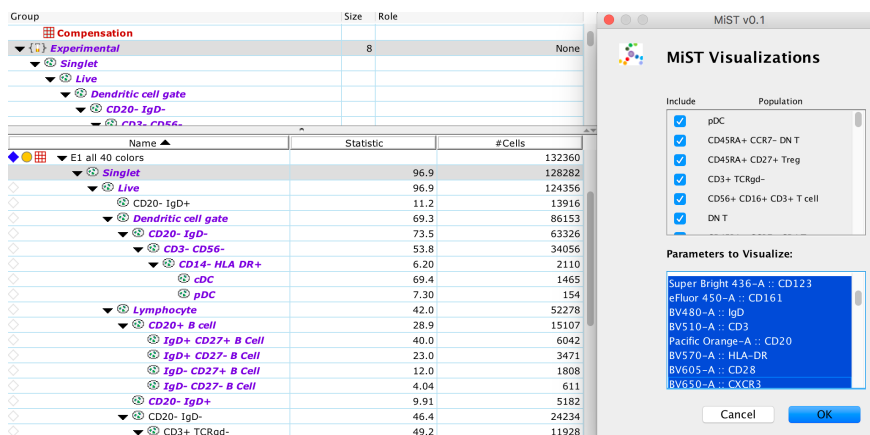 Group Size Role
Compensation
Experimental 8 None
Singlet
Live
Dendritic cell gate
CD20- IgD-
CD3- CD56-
Name Statistic #Cells
E1 all 40 colors 132360
Singlet 96.9 128282
Live 96.9 124356
CD20- IgD+ 11.2 13916
Dendritic cell gate 69.3 86153
CD20- IgD- 73.5 63326
CD3- CD56- 53.8 34056
CD14- HLA DR+ 6.20 2110
cDC 69.4 1465
pDC 7.30 154
Lymphocyte 42.0 52278
CD20+ B cell 28.9 15107
IgD+ CD27+ B Cell 40.0 6042
IgD+ CD27- B Cell 23.0 3471
IgD- CD27+ B Cell 12.0 1808
IgD- CD27- B Cell 4.04 611
CD20- IgD+ 9.91 5182
CD20- IgD- 46.4 24234
CD3+ TCRgd- 49.2 11928
MiST v0.1
MiST Visualizations
Include Population
pDC
CD45RA+ CCR7- DN T
CD45RA+ CD27+ Treg
CD3+ TCRgd-
CD56+ CD16+ CD3+ T cell
DN T
Parameters to Visualize:
Super Bright 436-A :: CD123
eFluor 450-A :: CD161
BV480-A :: IgD
BV510-A :: CD3
Pacific Orange-A :: CD20
BV570-A :: HLA-DR
BV605-A :: CD28
BV650-A :: CXCR3
Cancel OK